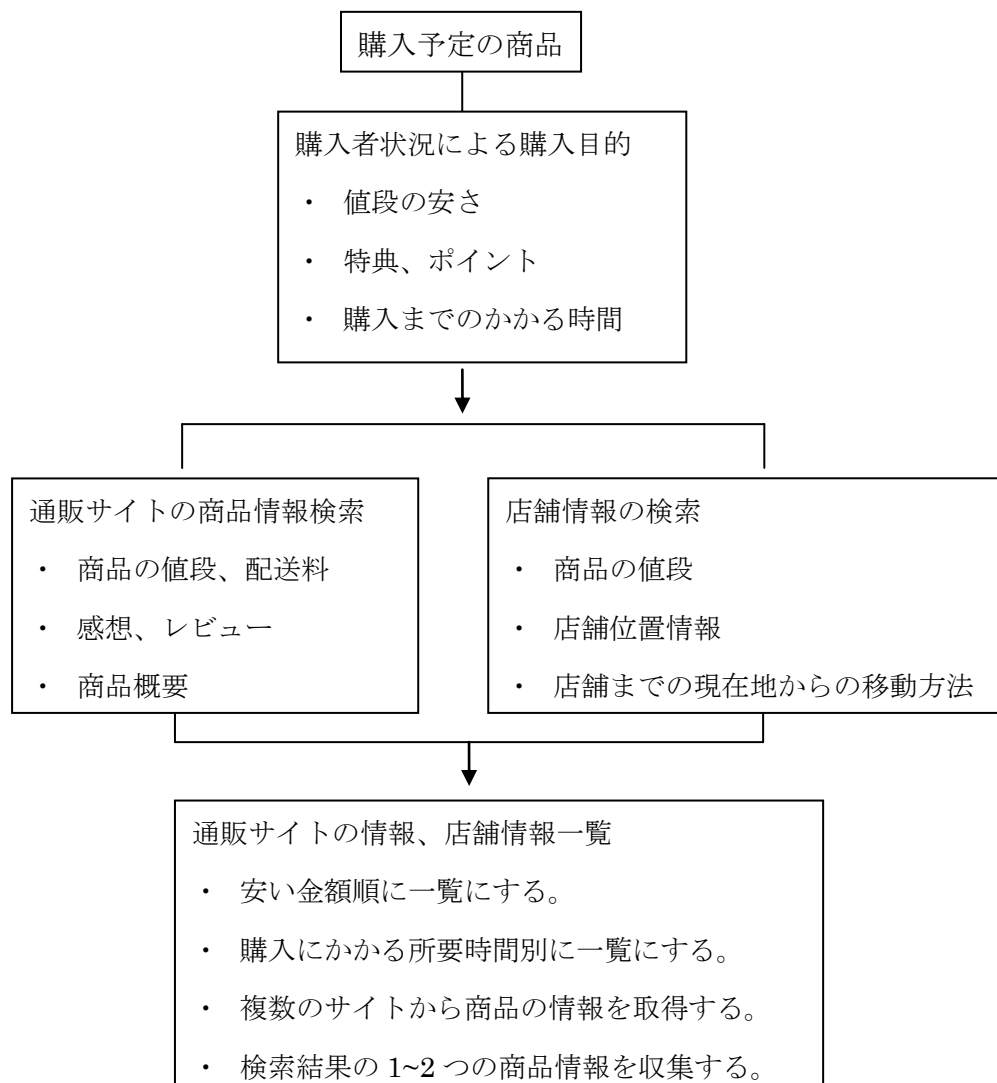 購入予定の商品
購入者状況による購入目的
・ 値段の安さ
・ 特典、ポイント
・ 購入までのかかる時間
通販サイトの商品情報検索
・ 商品の値段、配送料
・ 感想、レビュー
・ 商品概要
店舗情報の検索
・ 商品の値段
・ 店舗位置情報
・ 店舗までの現在地からの移動方法
通販サイトの情報、店舗情報一覧
・ 安い金額順に一覧にする。
・ 購入にかかる所要時間別に一覧にする。
・ 複数のサイトから商品の情報を取得する。
・ 検索結果の 1~2 つの商品情報を収集する。